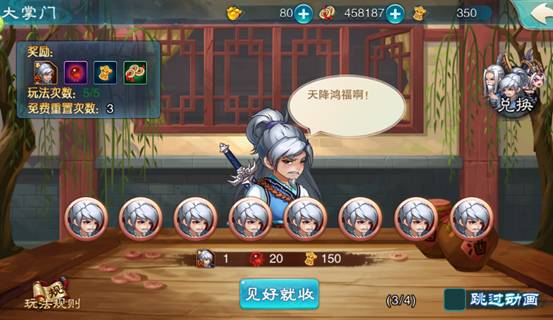 大掌门
80
458187
350
奖励:
玩法次数: 5/5
免费重置次数: 3
天降鸿福啊!
兑换
1 20 150
玩法规则
见好就收
(3/4)
跳过动画
酒